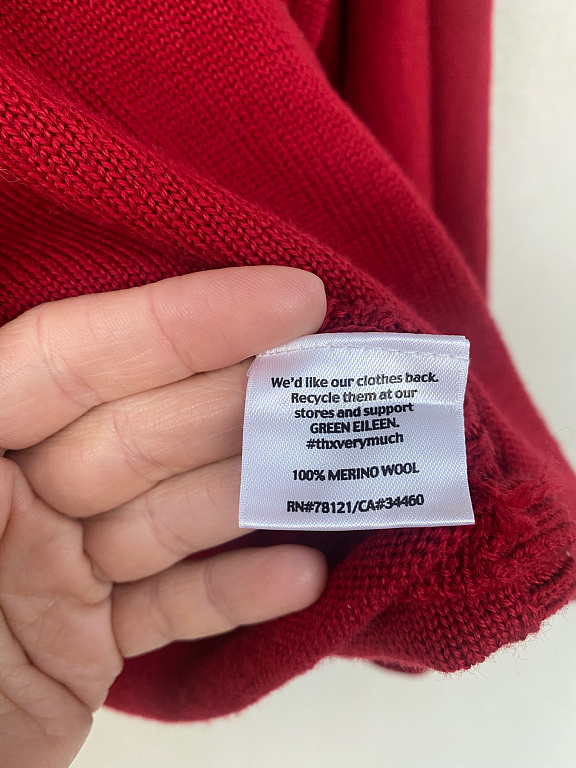 We'd like our clothes back.
Recycle them at our
stores and support
GREEN EILEEN.
#thxverymuch
100% MERINO WOOL
RN#78121/CA#34460